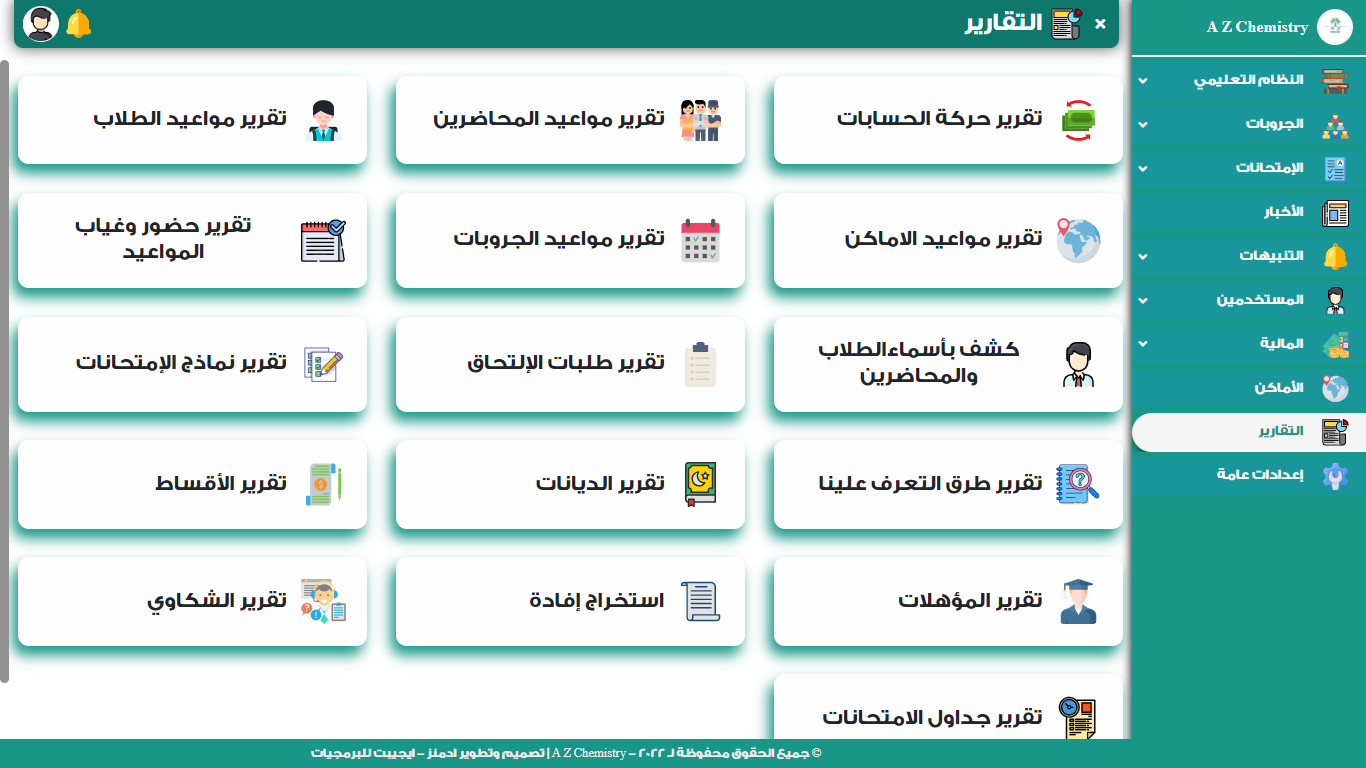 A Z Chemistry
النظام التعليمي
الجروبات
الإمتحانات
الأخبار
التنبيهات
المستخدمين
المالية
الأماكن
التقارير
إعدادات عامة
× التقارير
تقرير حركة الحسابات
تقرير مواعيد المحاضرين
تقرير مواعيد الطلاب
تقرير مواعيد الاماكن
تقرير مواعيد الجروبات
تقرير حضور وغياب
المواعيد
كشف بأسماءالطلاب
والمحاضرين
تقرير طلبات الإلتحاق
تقرير نماذج الإمتحانات
تقرير طرق التعرف علينا
تقرير الديانات
تقرير الأقساط
تقرير المؤهلات
استخراج إفادة
تقرير الشكاوي
تقرير جداول الامتحانات
© جميع الحقوق محفوظة لـ ٢٠٢٢ – A Z Chemistry | تصميم وتطوير ادمنز – ايجيبت للبرمجيات